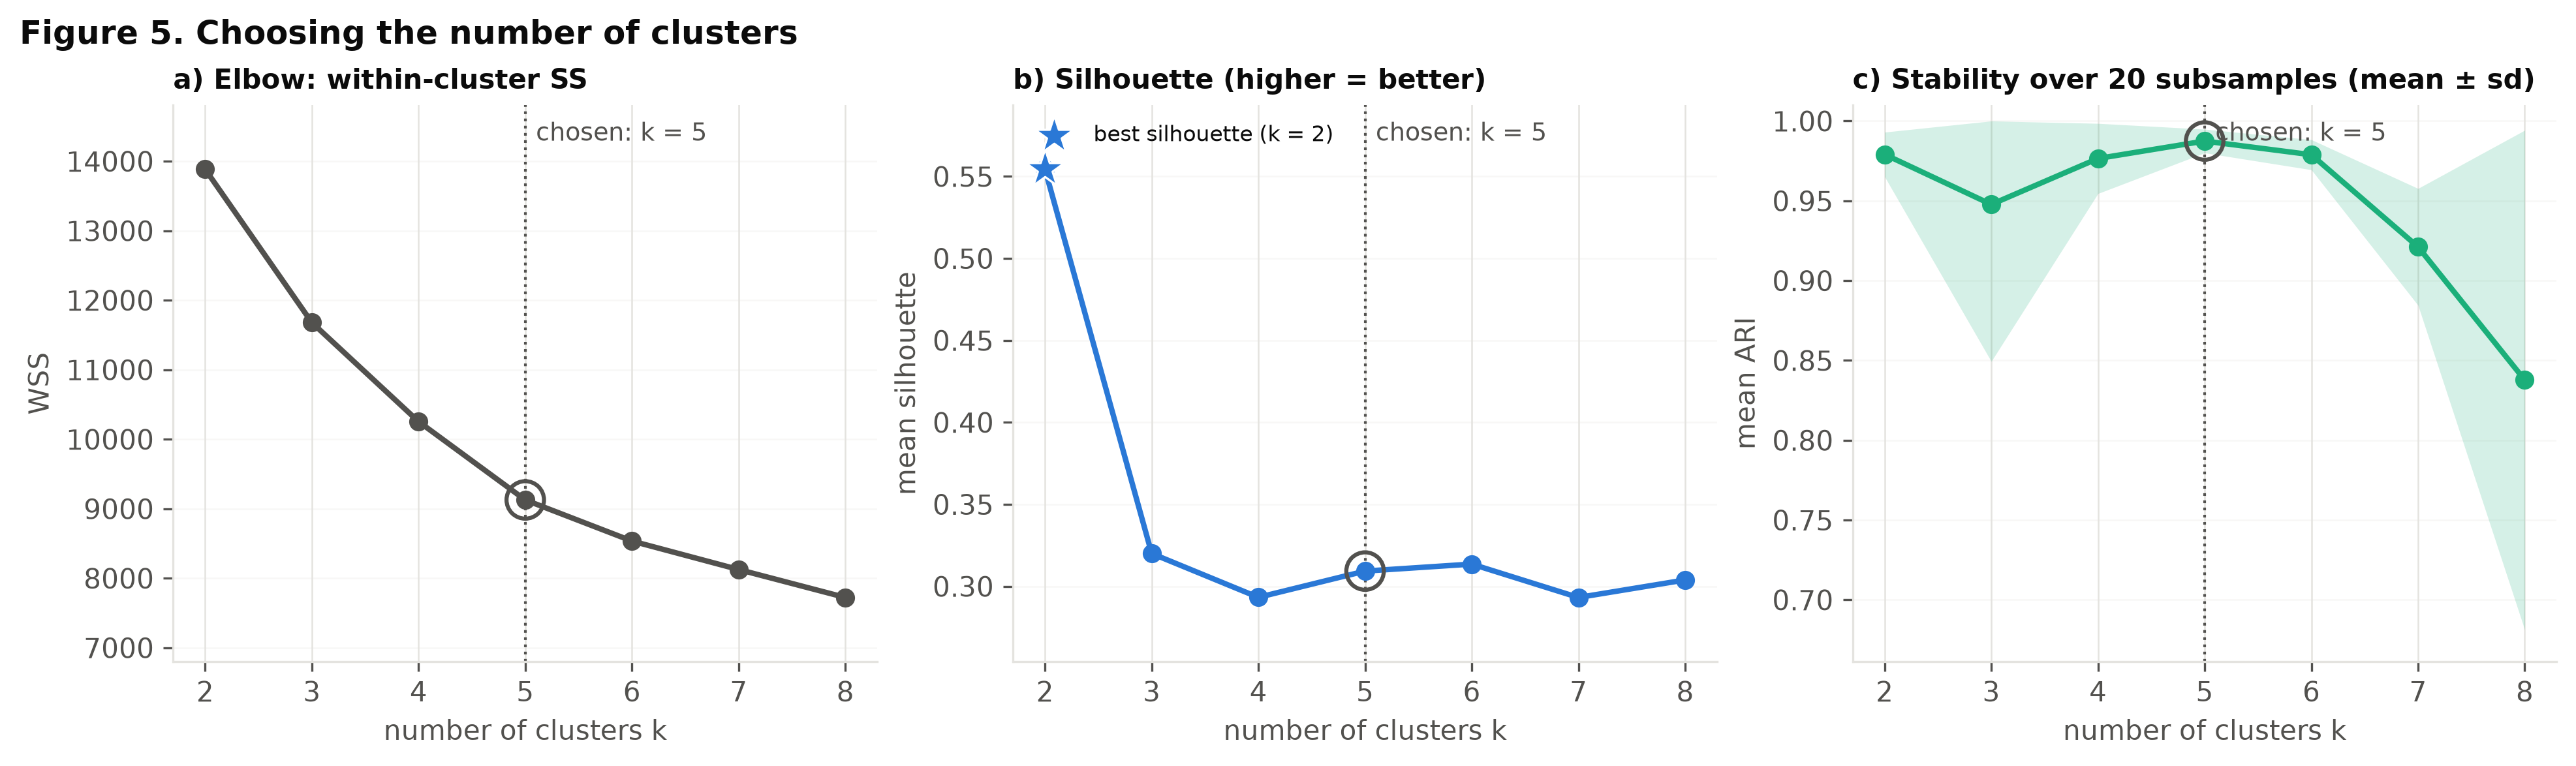 Figure 5. Choosing the number of clusters
a) Elbow: within-cluster SS
chosen: k = 5
14000
13000
12000
11000
10000
9000
8000
7000
WSS
2 3 4 5 6 7 8
number of clusters k
b) Silhouette (higher = better)
best silhouette (k = 2)
chosen: k = 5
0.55
0.50
0.45
0.40
0.35
0.30
mean silhouette
2 3 4 5 6 7 8
number of clusters k
c) Stability over 20 subsamples (mean ± sd)
chosen: k = 5
1.00
0.95
0.90
0.85
0.80
0.75
0.70
mean ARI
2 3 4 5 6 7 8
number of clusters k